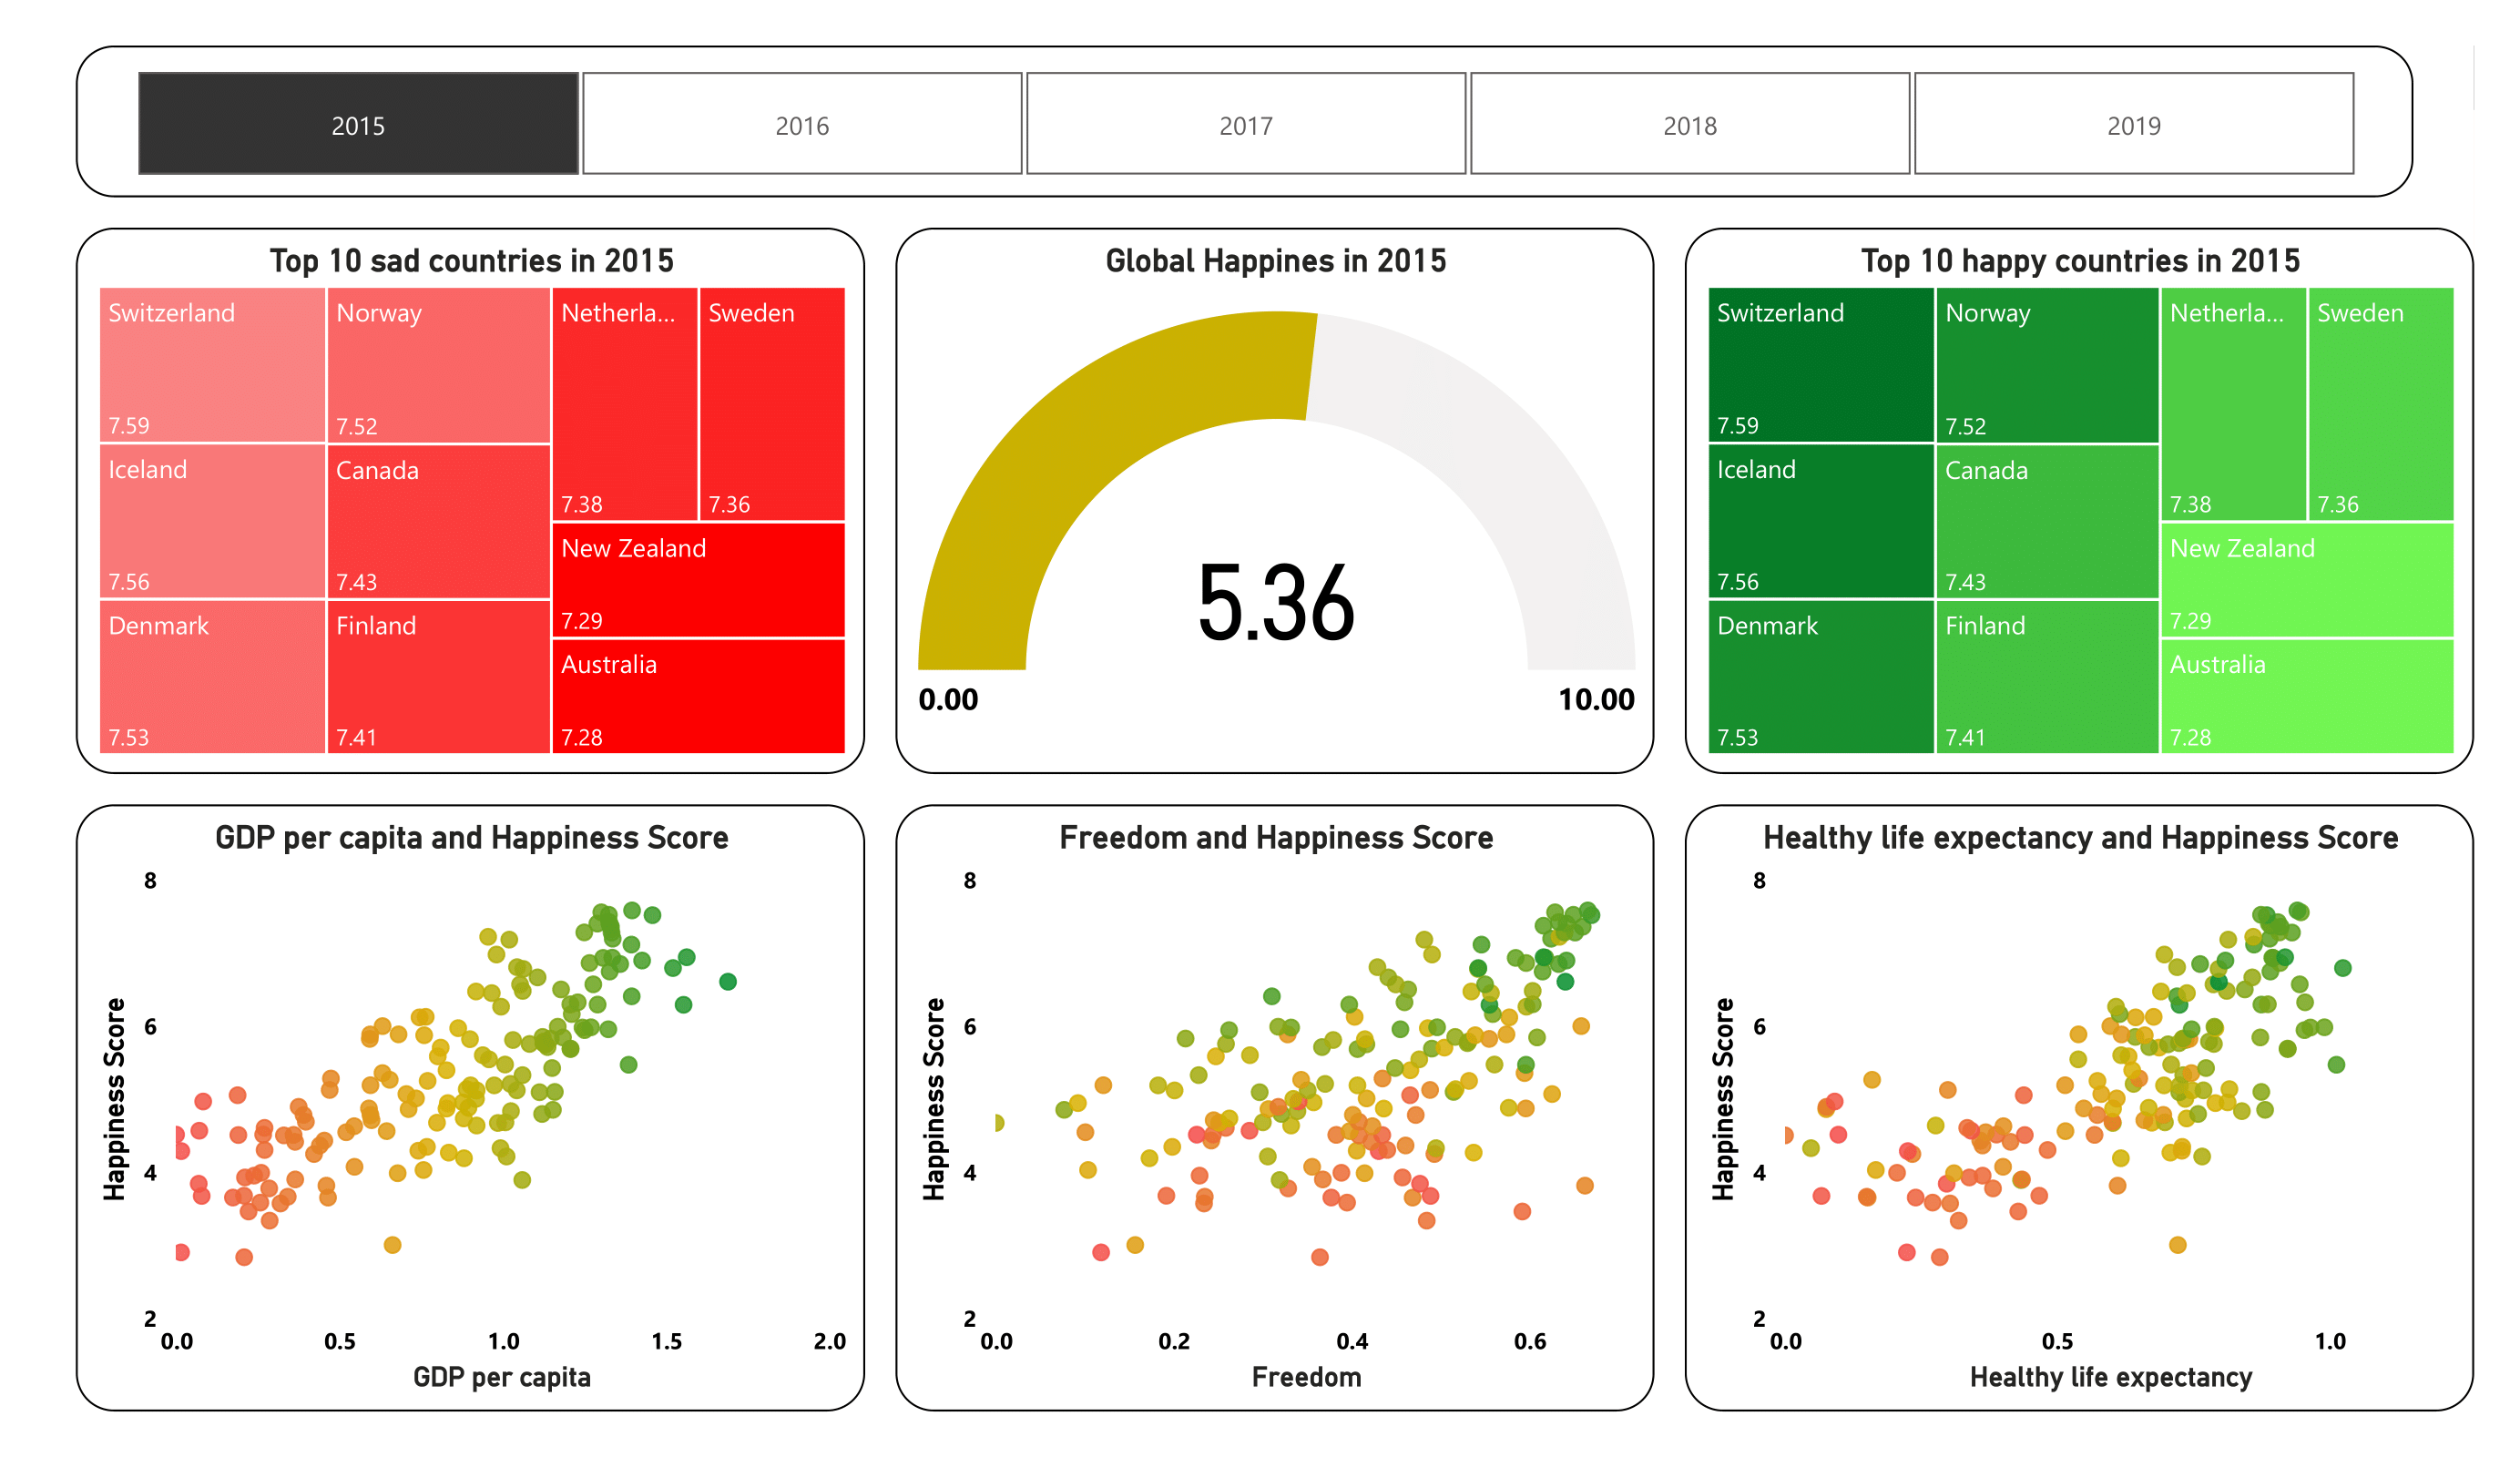 2015
2016
2017
2018
2019
Top 10 sad countries in 2015
Switzerland
7.59
Norway
7.52
Netherla...
7.38
Sweden
7.36
Iceland
7.56
Canada
7.43
New Zealand
7.29
Denmark
7.53
Finland
7.41
Australia
7.28
Global Happines in 2015
5.36
0.00
10.00
Top 10 happy countries in 2015
Switzerland
7.59
Norway
7.52
Netherla...
7.38
Sweden
7.36
Iceland
7.56
Canada
7.43
New Zealand
7.29
Denmark
7.53
Finland
7.41
Australia
7.28
GDP per capita and Happiness Score
Happiness Score
8
6
4
2
0.0
0.5
1.0
1.5
2.0
GDP per capita
Freedom and Happiness Score
Happiness Score
8
6
4
2
0.0
0.2
0.4
0.6
Freedom
Healthy life expectancy and Happiness Score
Happiness Score
8
6
4
2
0.0
0.5
1.0
Healthy life expectancy